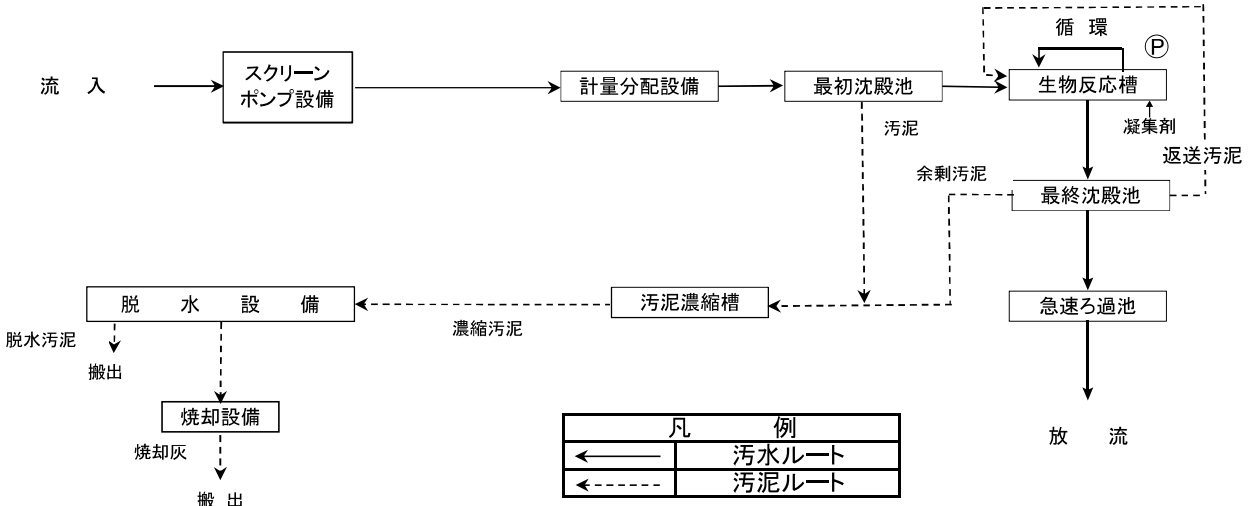 循環
Ⓟ
流入
スクリーン
ポンプ設備
計量分配設備
最初沈殿池
生物反応槽
汚泥
凝集剤
返送汚泥
余剰汚泥
最終沈殿池
脱水設備
汚泥濃縮槽
急速ろ過池
濃縮汚泥
脱水汚泥
搬出
焼却設備
焼却灰
搬出
放流
凡例
汚水ルート
汚泥ルート